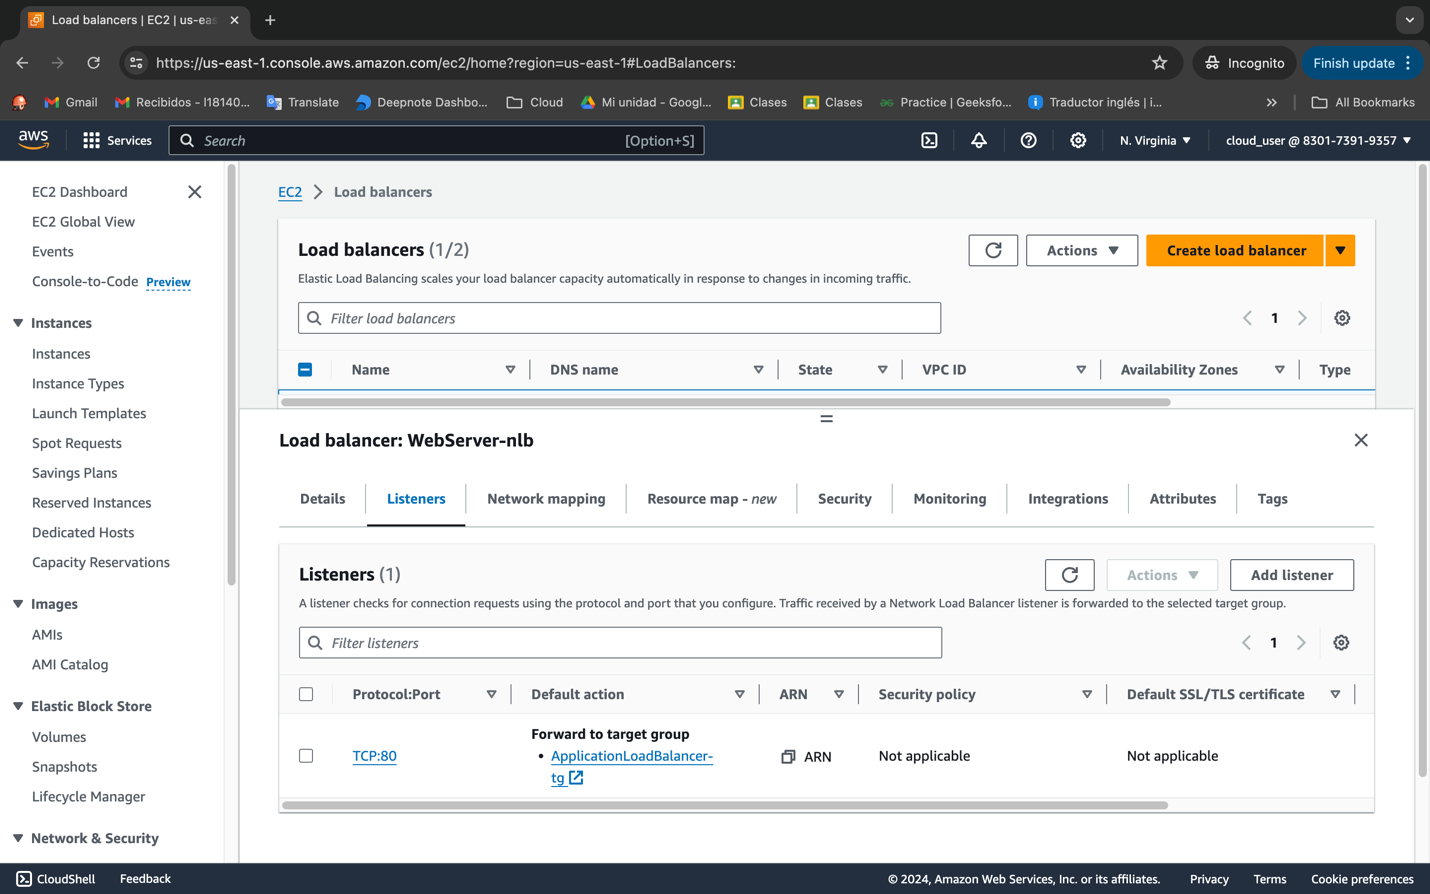 Load balancers | EC2 | us-eas
https://us-east-1.console.aws.amazon.com/ec2/home?region=us-east-1#LoadBalancers:
Incognito
Finish update
Gmail
Recibidos - l18140...
Translate
Deepnote Dashbo...
Cloud
Mi unidad - Googl...
Clases
Clases
Practice | Geeksfo...
Traductor inglés | i...
All Bookmarks
aws
Services
Search
[Option+S]
N. Virginia
cloud_user @ 8301-7391-9357
EC2 Dashboard
EC2 Global View
Events
Console-to-Code Preview
Instances
Instances
Instance Types
Launch Templates
Spot Requests
Savings Plans
Reserved Instances
Dedicated Hosts
Capacity Reservations
Images
AMIs
AMI Catalog
Elastic Block Store
Volumes
Snapshots
Lifecycle Manager
Network & Security
EC2
Load balancers
Load balancers (1/2)
Actions
Create load balancer
Elastic Load Balancing scales your load balancer capacity automatically in response to changes in incoming traffic.
Filter load balancers
1
Name
DNS name
State
VPC ID
Availability Zones
Type
Load balancer: WebServer-nlb
Details
Listeners
Network mapping
Resource map - new
Security
Monitoring
Integrations
Attributes
Tags
Listeners (1)
Actions
Add listener
A listener checks for connection requests using the protocol and port that you configure. Traffic received by a Network Load Balancer listener is forwarded to the selected target group.
Filter listeners
1
Protocol:Port
Default action
ARN
Security policy
Default SSL/TLS certificate
TCP:80
Forward to target group
• ApplicationLoadBalancer-
tg
ARN
Not applicable
Not applicable
CloudShell
Feedback
© 2024, Amazon Web Services, Inc. or its affiliates.
Privacy
Terms
Cookie preferences